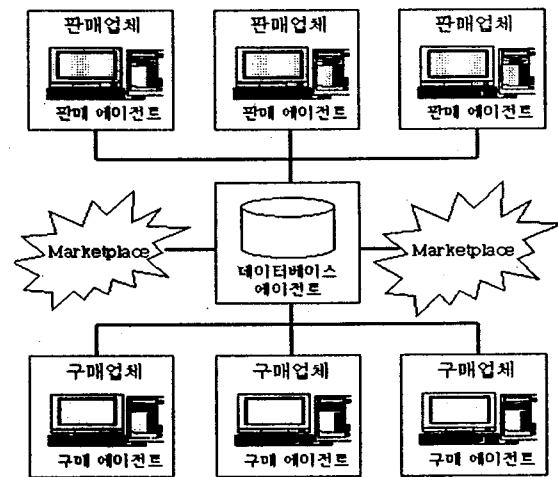 판매업체 판매업체 판매업체
판매 에이전트 판매 에이전트 판매 에이전트
Marketplace Marketplace
데이터베이스
에이전트
구매업체 구매업체 구매업체
구매 에이전트 구매 에이전트 구매 에이전트